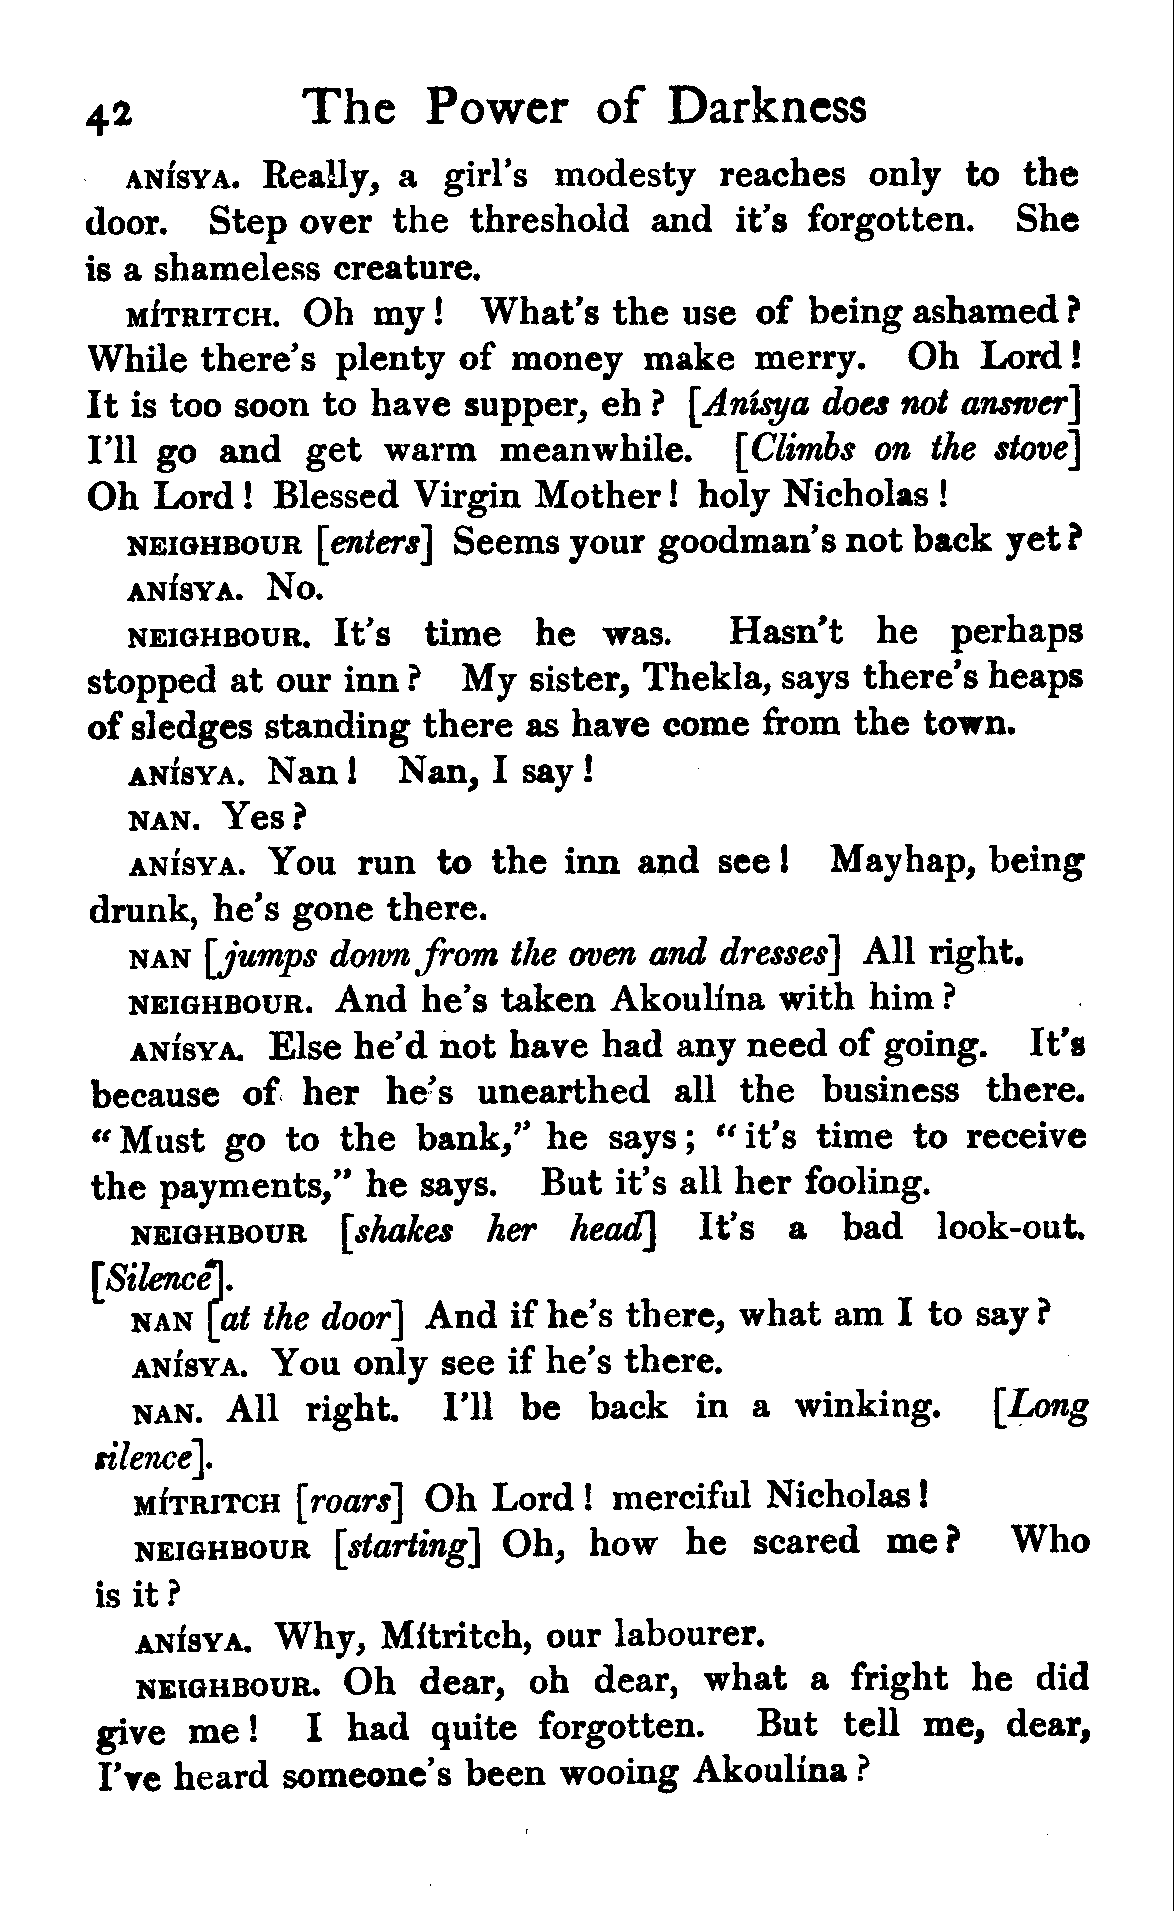 42 The Power of Darkness
ANÍSYA. Really, a girl's modesty reaches only to the
door. Step over the threshold and it's forgotten. She
is a shameless creature.
MÍTRITCH. Oh my! What's the use of being ashamed?
While there's plenty of money make merry. Oh Lord!
It is too soon to have supper, eh? [Anísya does not answer]
I'll go and get warm meanwhile. [Climbs on the stove]
Oh Lord! Blessed Virgin Mother! holy Nicholas!
NEIGHBOUR [enters] Seems your goodman's not back yet?
ANÍSYA. No.
NEIGHBOUR. It's time he was. Hasn't he perhaps
stopped at our inn? My sister, Thekla, says there's heaps
of sledges standing there as have come from the town.
ANÍSYA. Nan! Nan, I say!
NAN. Yes?
ANÍSYA. You run to the inn and see! Mayhap, being
drunk, he's gone there.
NAN [jumps down from the oven and dresses] All right.
NEIGHBOUR. And he's taken Akoulína with him?
ANÍSYA. Else he'd not have had any need of going. It's
because of her he's unearthed all the business there.
"Must go to the bank," he says; "it's time to receive
the payments," he says. But it's all her fooling.
NEIGHBOUR [shakes her head] It's a bad look-out.
[Silence].
NAN [at the door] And if he's there, what am I to say?
ANÍSYA. You only see if he's there.
NAN. All right. I'll be back in a winking. [Long
silence].
MÍTRITCH [roars] Oh Lord! merciful Nicholas!
NEIGHBOUR [starting] Oh, how he scared me? Who
is it?
ANÍSYA. Why, Mítritch, our labourer.
NEIGHBOUR. Oh dear, oh dear, what a fright he did
give me! I had quite forgotten. But tell me, dear,
I've heard someone's been wooing Akoulína?